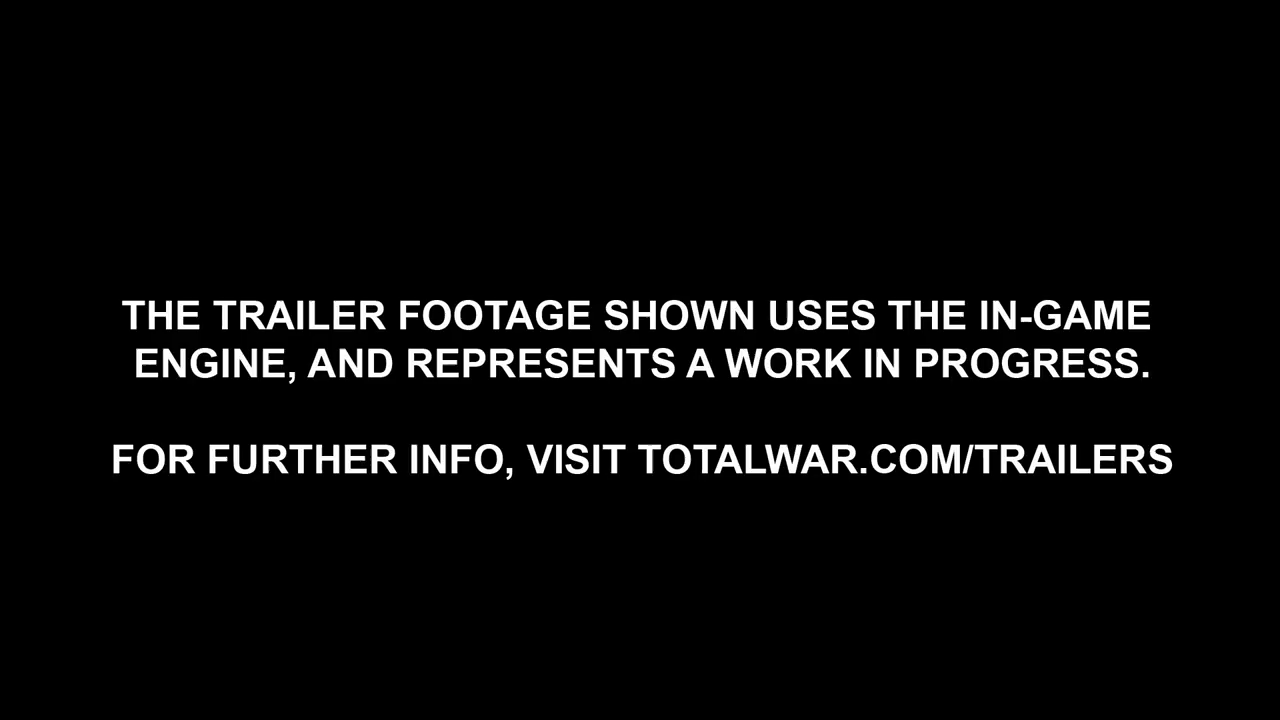 THE TRAILER FOOTAGE SHOWN USES THE IN-GAME
ENGINE, AND REPRESENTS A WORK IN PROGRESS.
FOR FURTHER INFO, VISIT TOTALWAR.COM/TRAILERS